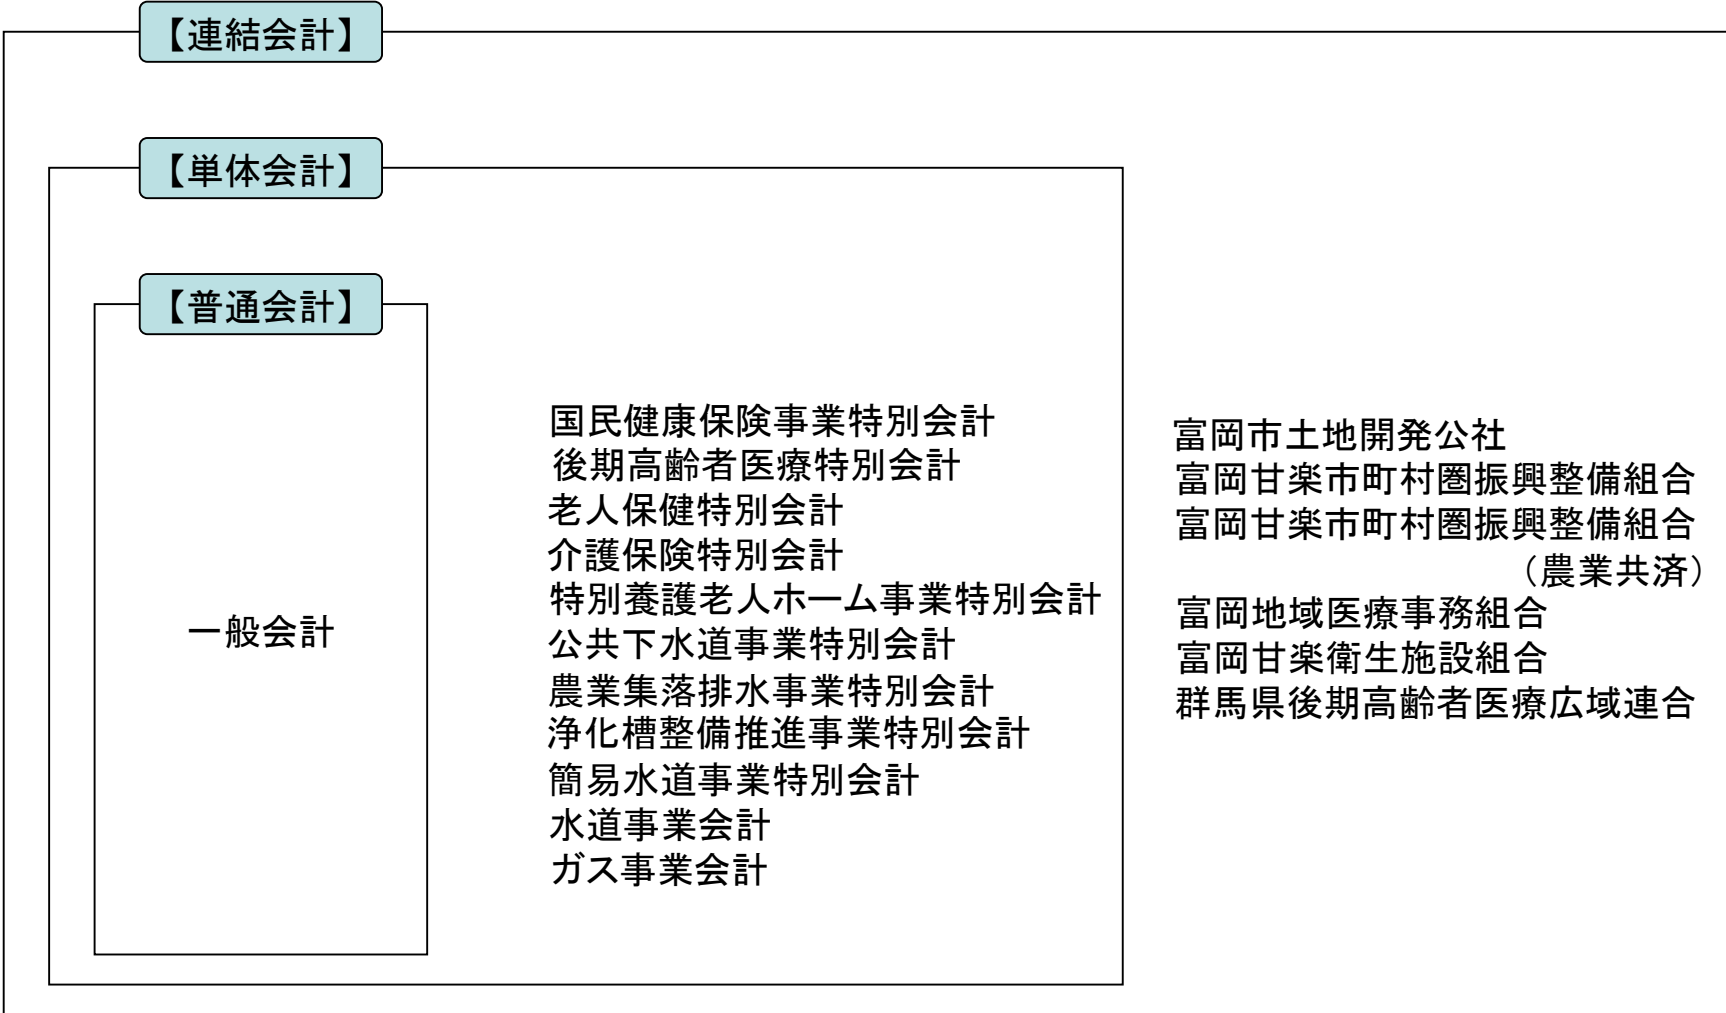 【連結会計】
【単体会計】
【普通会計】
一般会計
国民健康保険事業特別会計
後期高齢者医療特別会計
老人保健特別会計
介護保険特別会計
特別養護老人ホーム事業特別会計
公共下水道事業特別会計
農業集落排水事業特別会計
浄化槽整備推進事業特別会計
簡易水道事業特別会計
水道事業会計
ガス事業会計
富岡市土地開発公社
富岡甘楽市町村圏振興整備組合
富岡甘楽市町村圏振興整備組合
（農業共済）
富岡地域医療事務組合
富岡甘楽衛生施設組合
群馬県後期高齢者医療広域連合